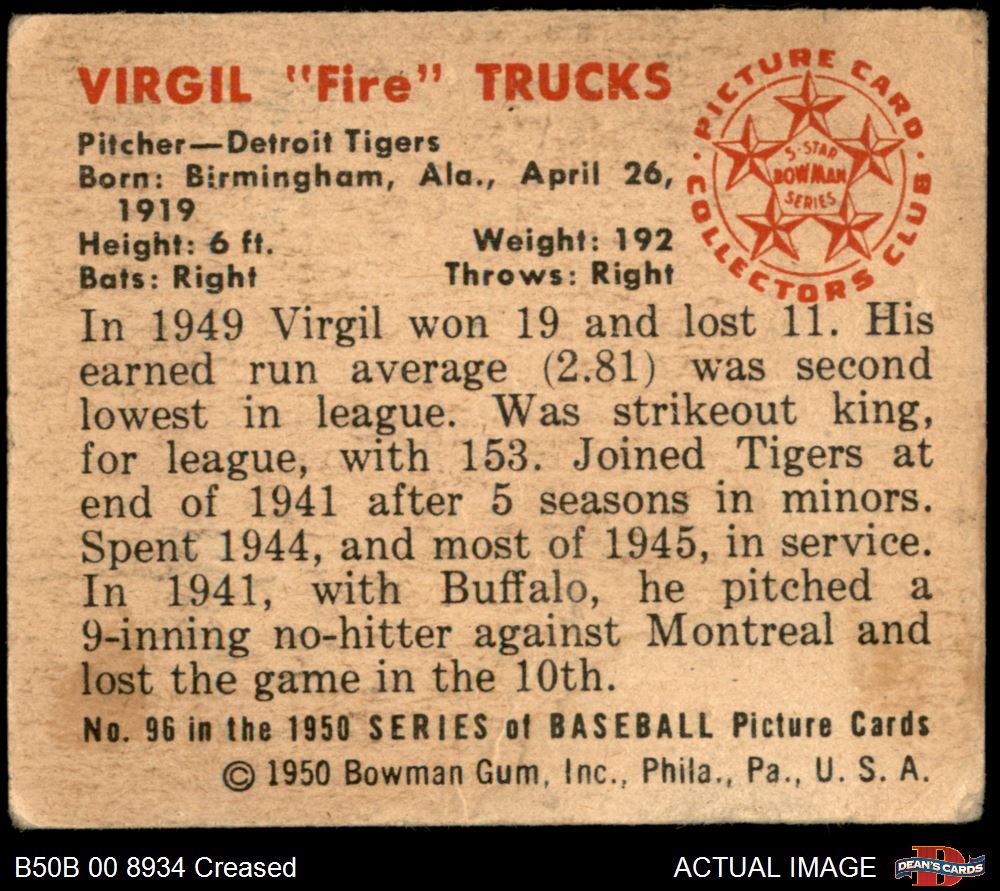 VIRGIL "Fire" TRUCKS
Pitcher—Detroit Tigers
Born: Birmingham, Ala., April 26,
1919
Height: 6 ft. Weight: 192
Bats: Right Throws: Right
PICTURE CARD COLLECTORS CLUB
5-STAR
BOWMAN
SERIES
In 1949 Virgil won 19 and lost 11. His
earned run average (2.81) was second
lowest in league. Was strikeout king,
for league, with 153. Joined Tigers at
end of 1941 after 5 seasons in minors.
Spent 1944, and most of 1945, in service.
In 1941, with Buffalo, he pitched a
9-inning no-hitter against Montreal and
lost the game in the 10th.
No. 96 in the 1950 SERIES of BASEBALL Picture Cards
© 1950 Bowman Gum, Inc., Phila., Pa., U. S. A.
B50B 00 8934 Creased ACTUAL IMAGE DEAN'S CARDS